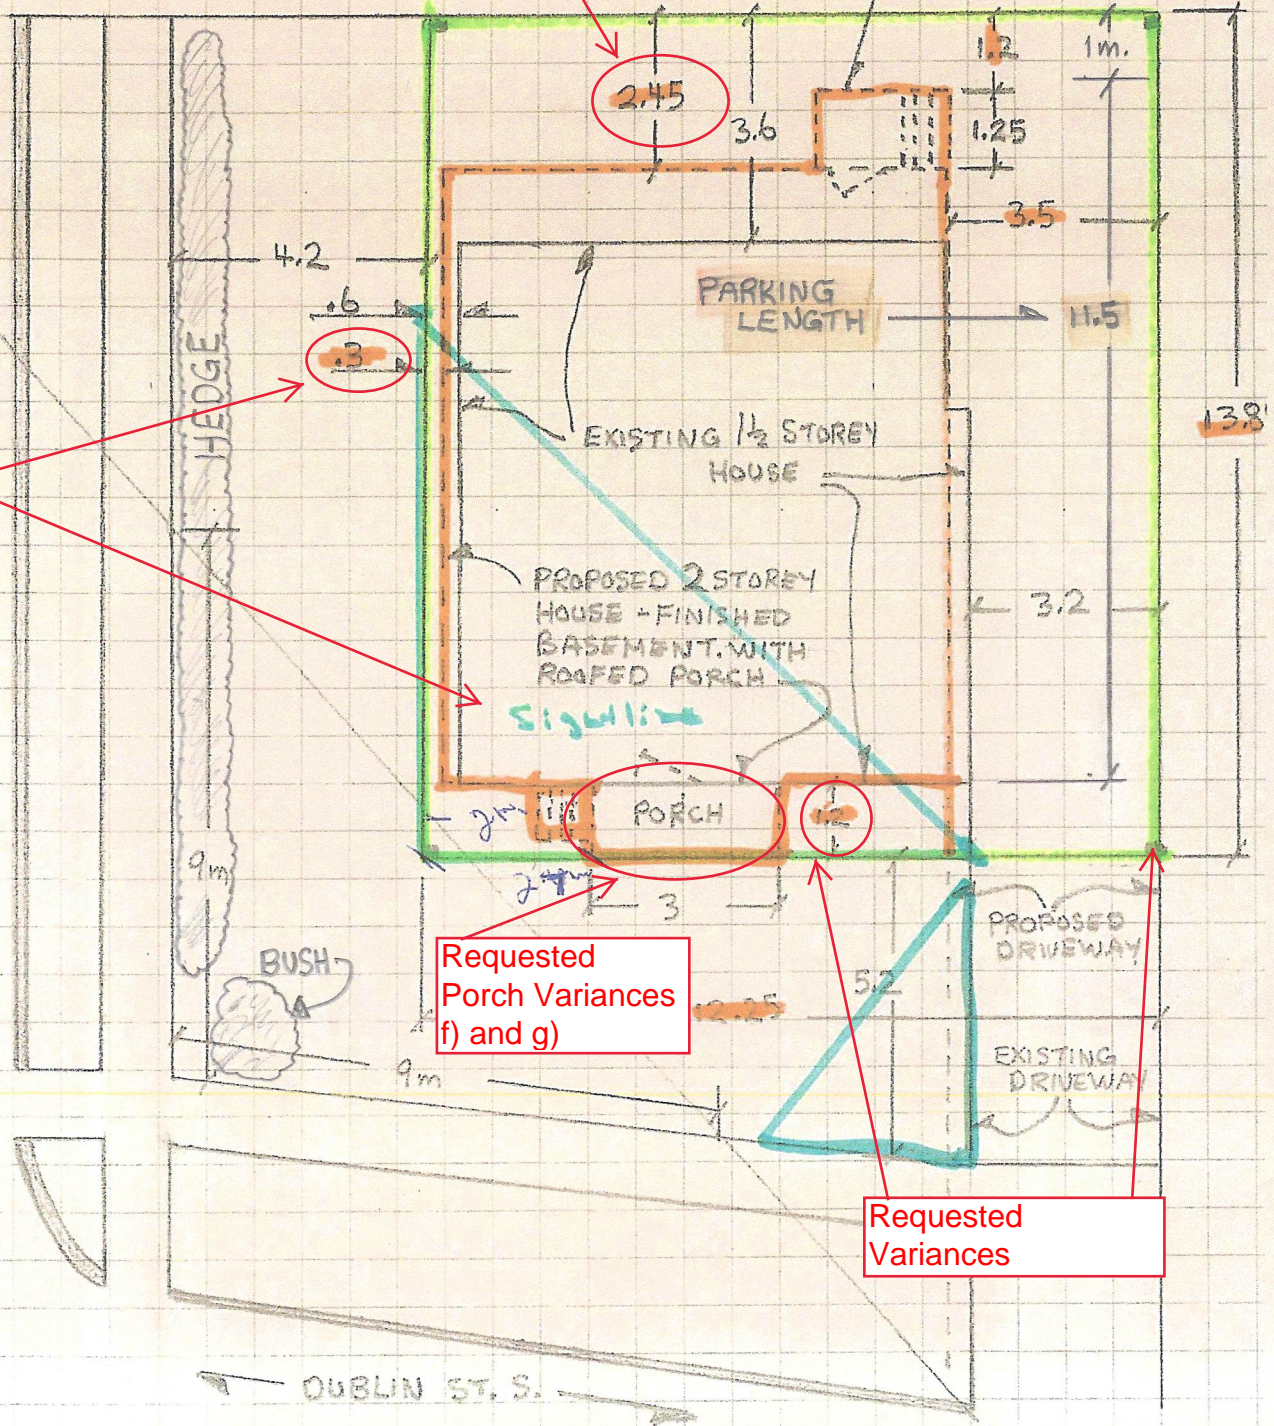 2.45
3.6
1.2
1m.
1.25
3.5
4.2
.6
.3
HEDGE
PARKING
LENGTH
11.5
13.8
EXISTING 1½ STOREY
HOUSE
PROPOSED 2 STOREY
HOUSE - FINISHED
BASEMENT. WITH
ROOFED PORCH
3.2
Sightline
2m
PORCH
1.2
9m
3
PROPOSED
DRIVEWAY
BUSH
Requested
Porch Variances
f) and g)
12.25
5.2
EXISTING
DRIVEWAY
9m
Requested
Variances
DUBLIN ST. S.